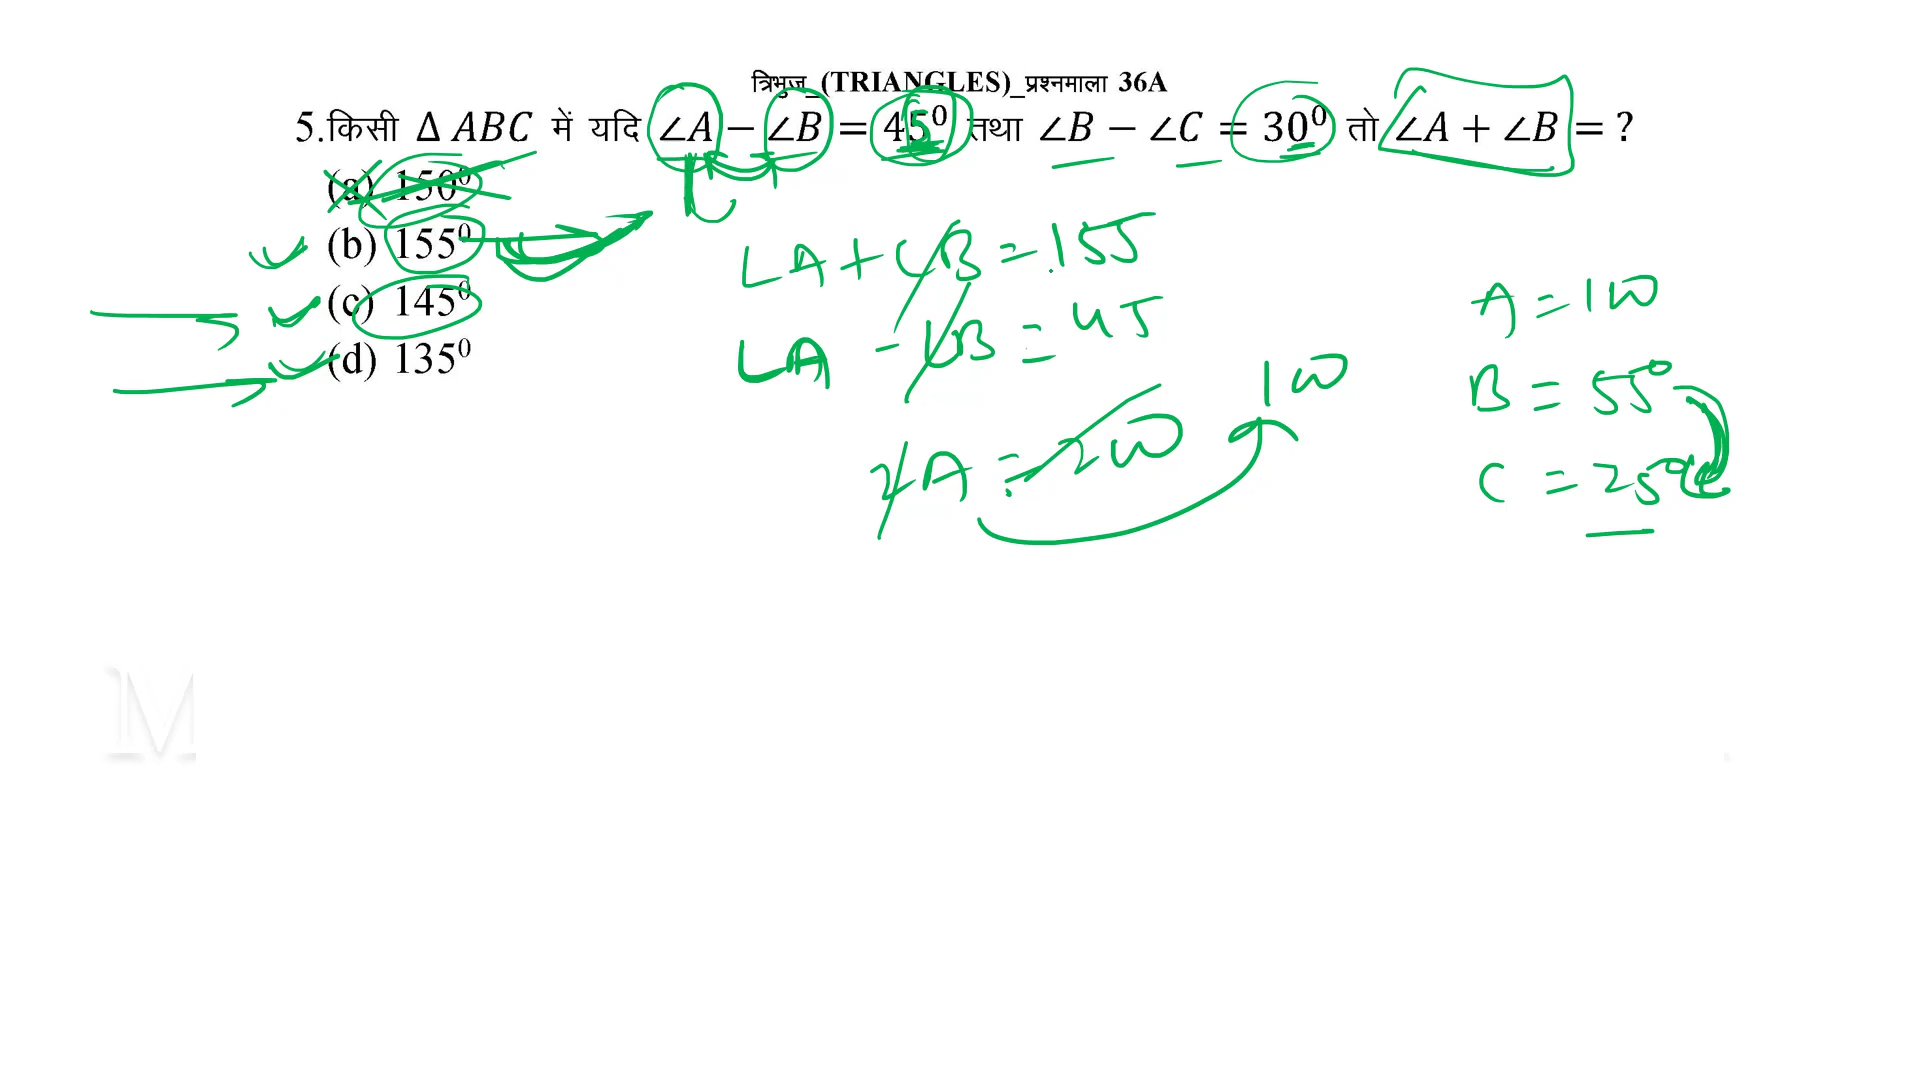 त्रिभुज_(TRIANGLES)_प्रश्नमाला 36A
5.किसी Δ ABC में यदि ∠A − ∠B = 45⁰ तथा ∠B − ∠C = 30⁰ तो ∠A + ∠B = ?
(a) 150⁰
(b) 155⁰
(c) 145⁰
(d) 135⁰
∠A + ∠B = 155
∠A − ∠B = 45
2A = 200
100
A = 100
B = 55⁰
C = 25⁰
M